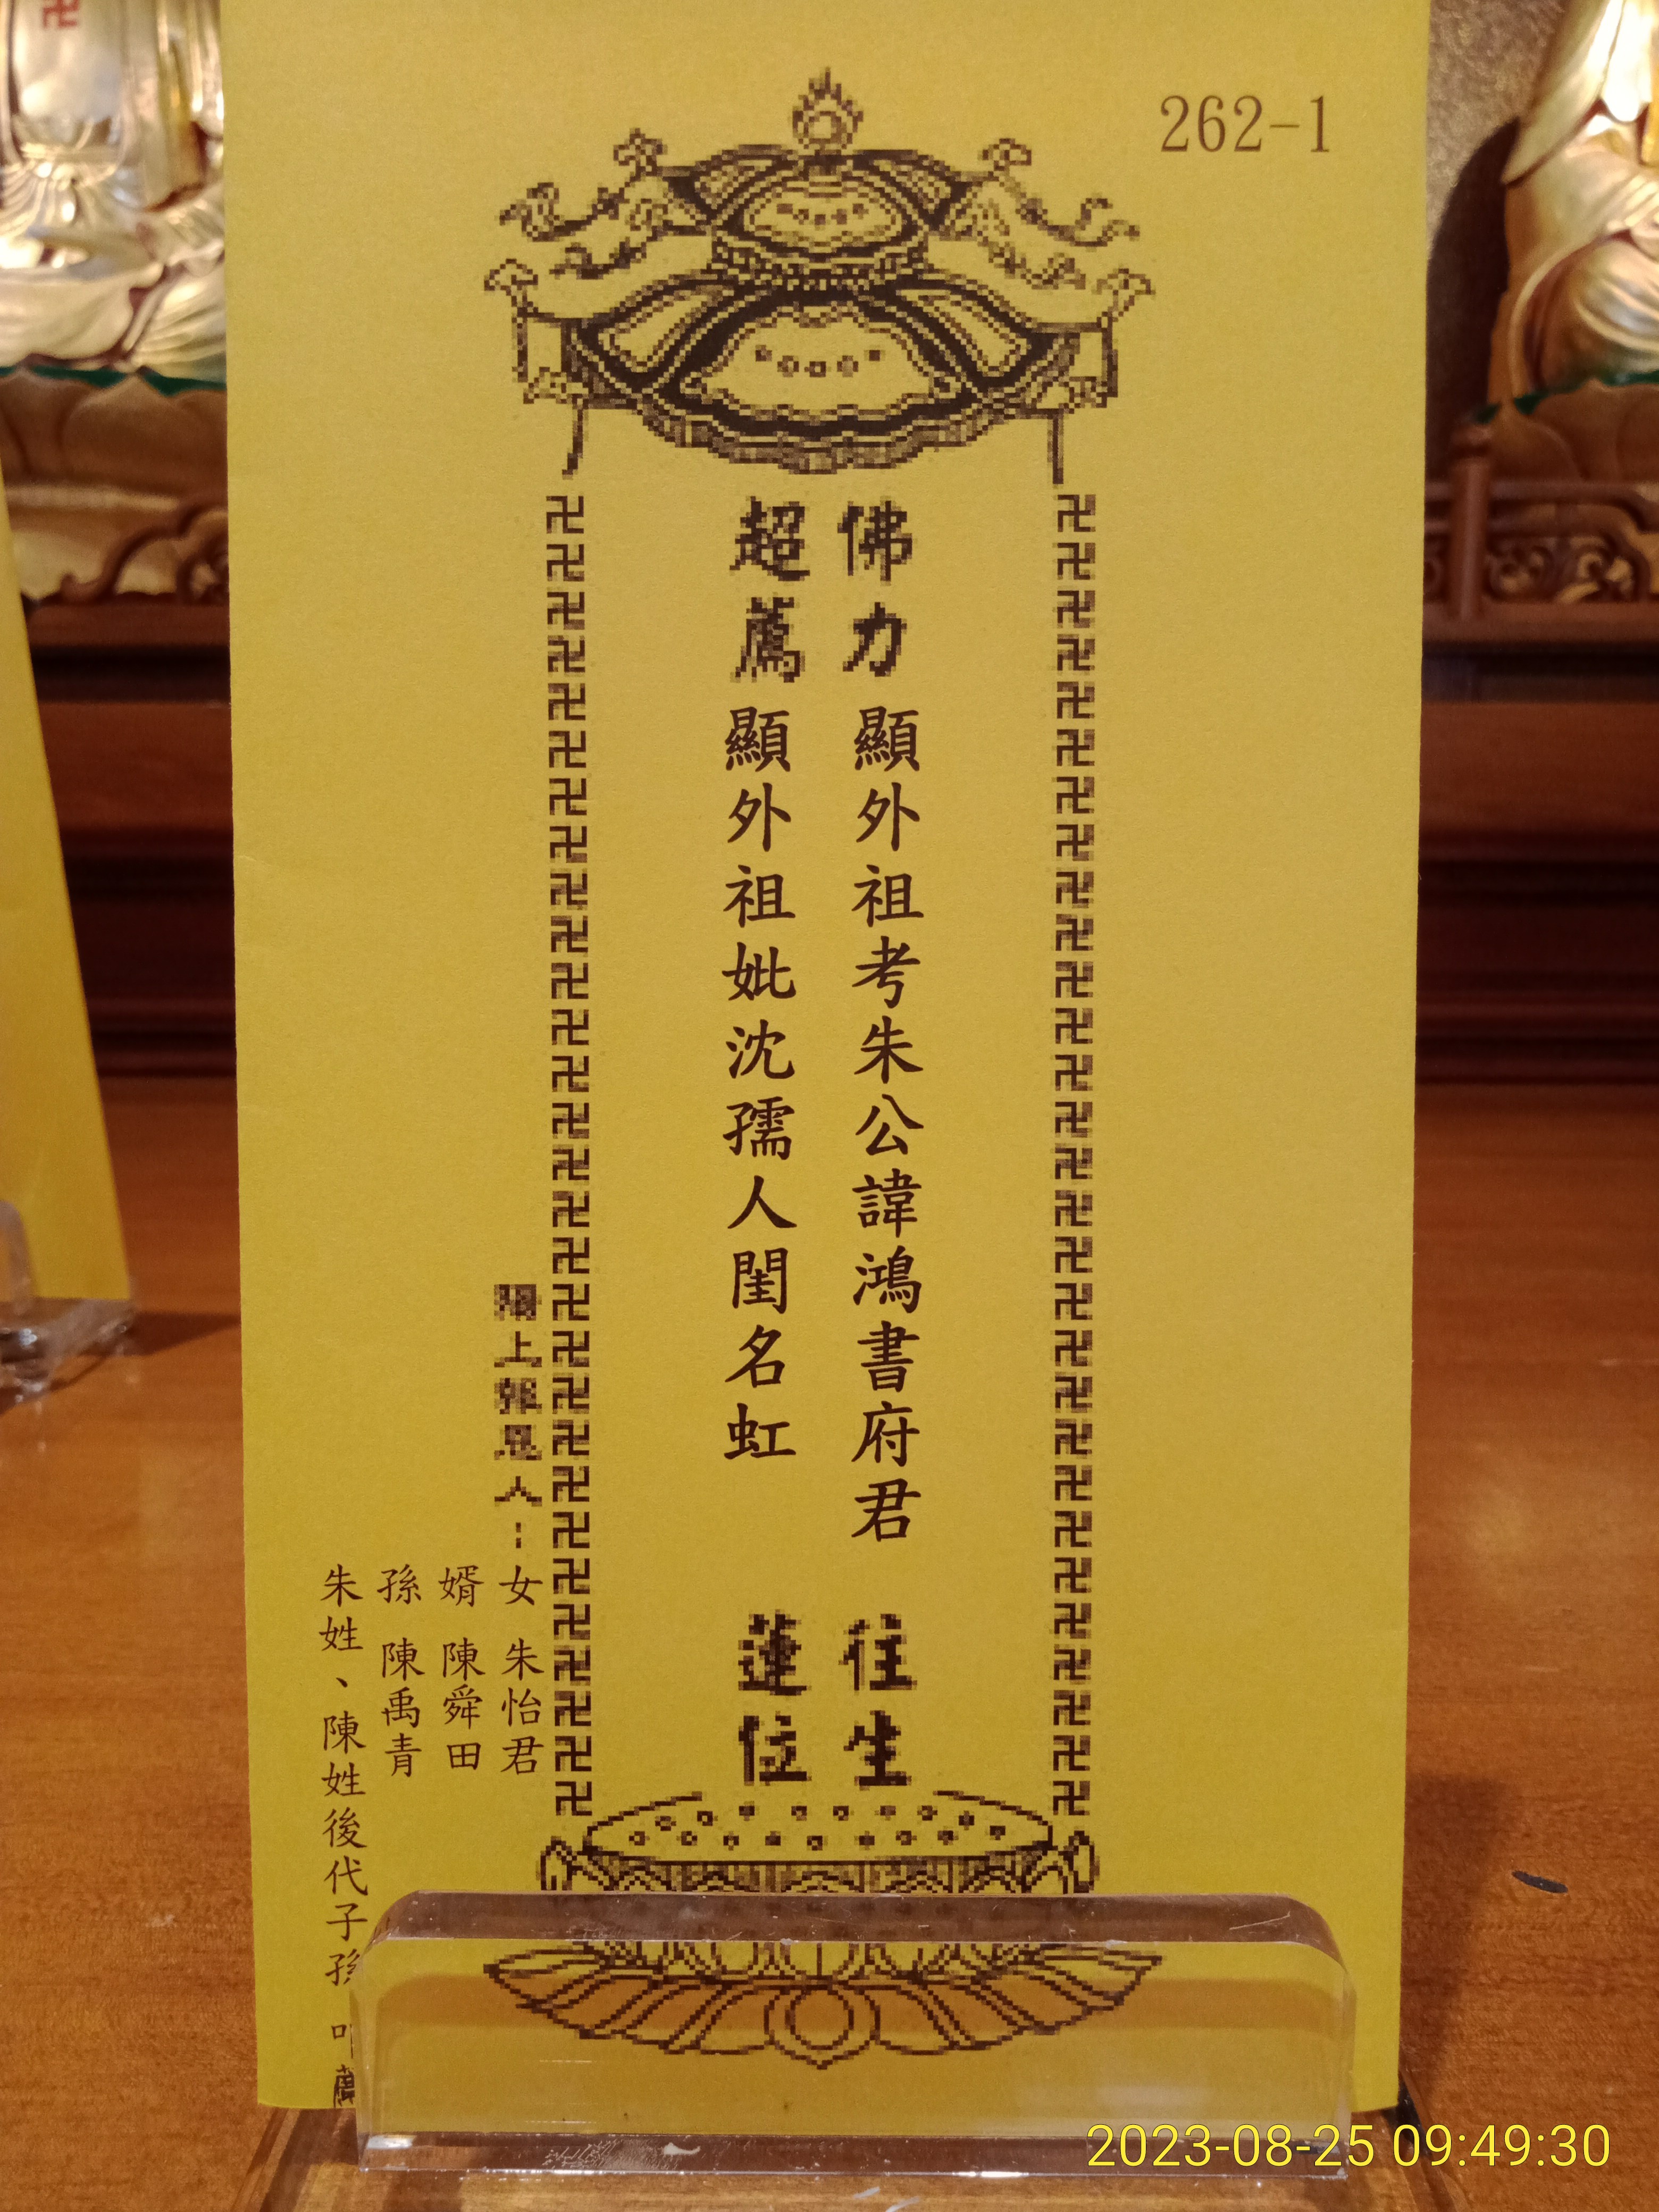 262-1
佛力
超薦
顯外祖考朱公諱鴻書府君
顯外祖妣沈孺人閨名虹
往生
蓮位
陽上報恩人：女 朱怡君
婿 陳舜田
孫 陳禹青
朱姓、陳姓後代子孫 叩薦
2023-08-25 09:49:30